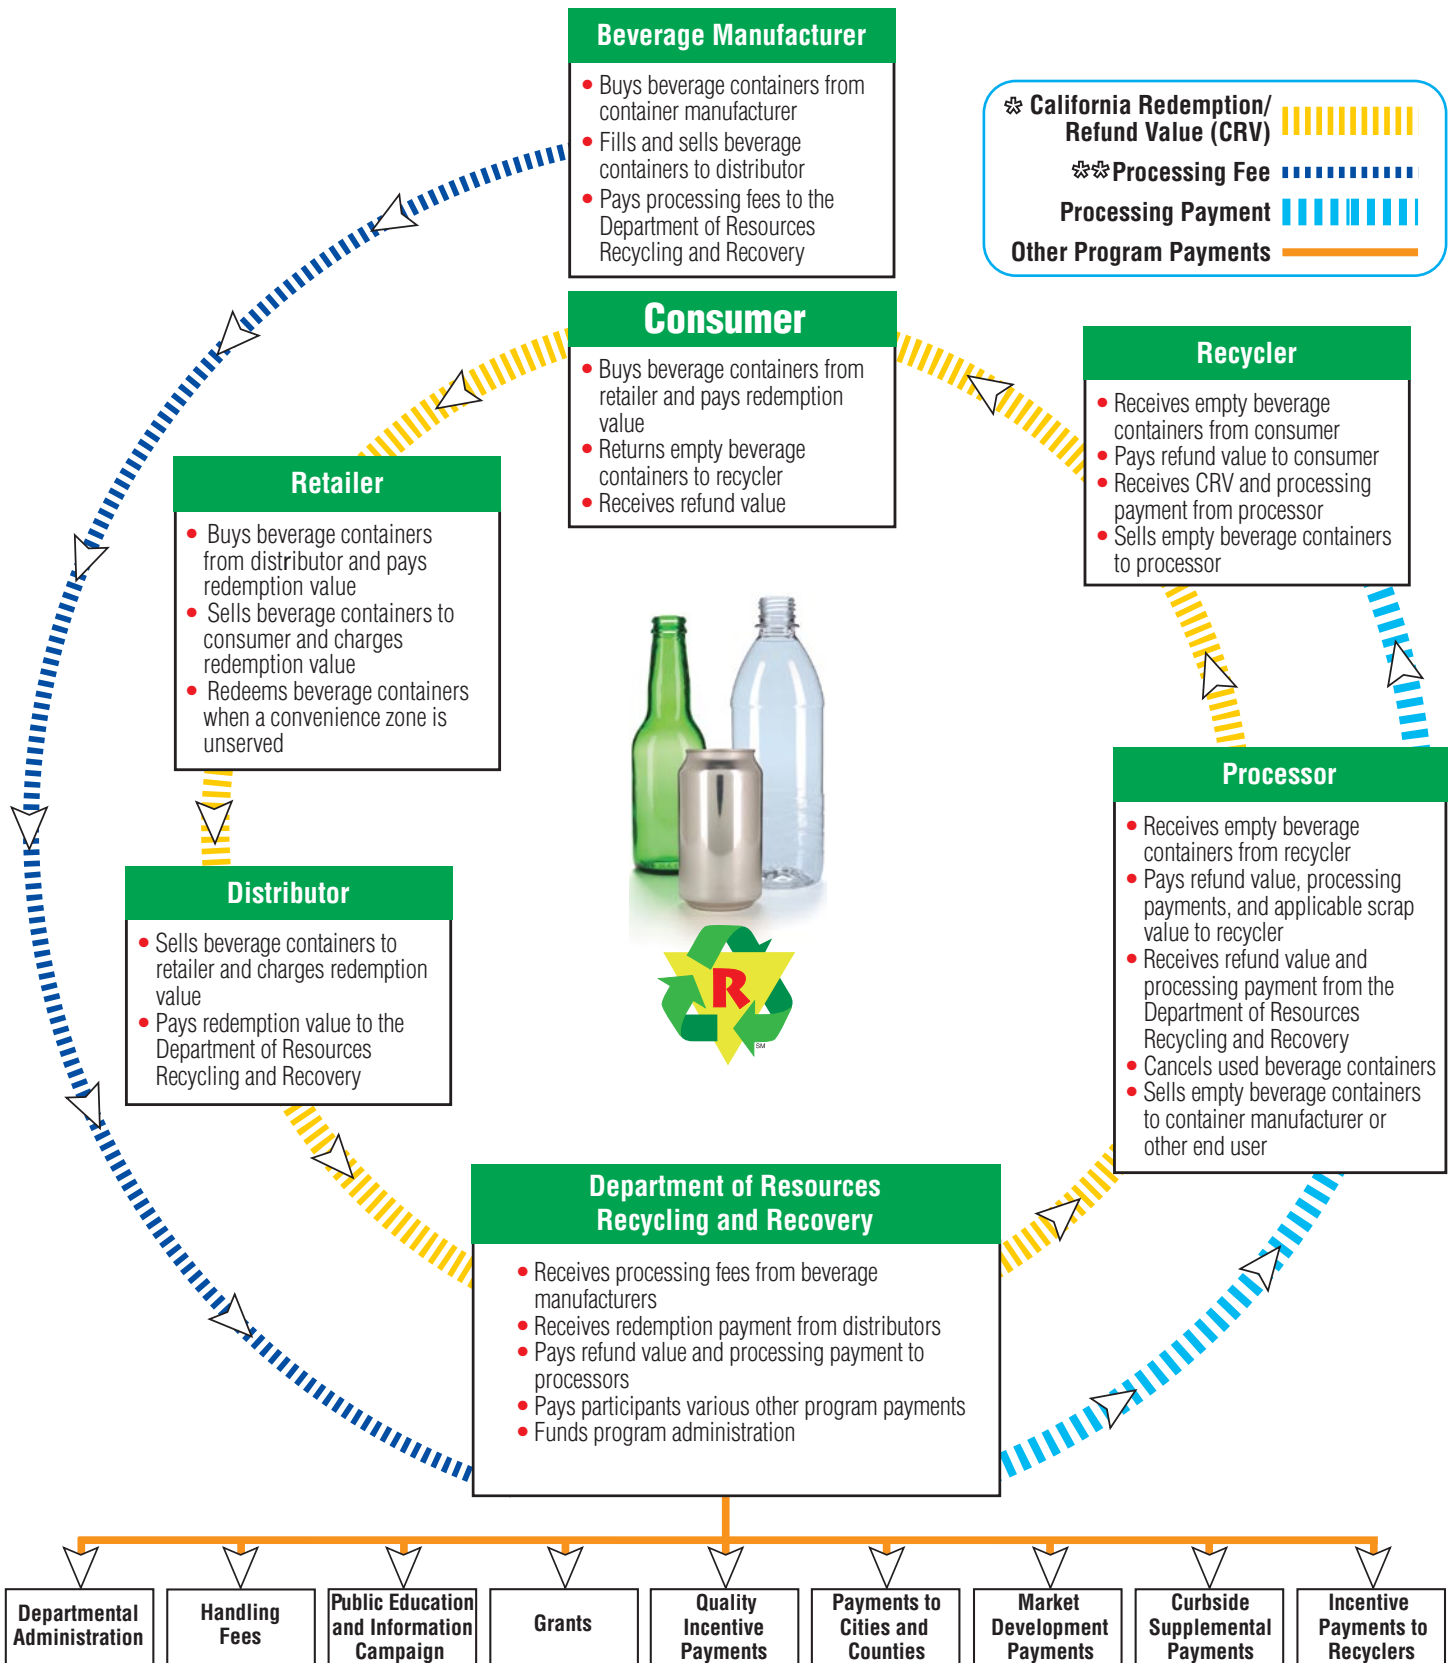 Beverage Manufacturer
• Buys beverage containers from
container manufacturer
• Fills and sells beverage
containers to distributor
• Pays processing fees to the
Department of Resources
Recycling and Recovery
* California Redemption/
Refund Value (CRV)
**Processing Fee
Processing Payment
Other Program Payments
Consumer
• Buys beverage containers from
retailer and pays redemption
value
• Returns empty beverage
containers to recycler
• Receives refund value
Recycler
• Receives empty beverage
containers from consumer
• Pays refund value to consumer
• Receives CRV and processing
payment from processor
• Sells empty beverage containers
to processor
Retailer
• Buys beverage containers
from distributor and pays
redemption value
• Sells beverage containers to
consumer and charges
redemption value
• Redeems beverage containers
when a convenience zone is
unserved
Processor
• Receives empty beverage
containers from recycler
• Pays refund value, processing
payments, and applicable scrap
value to recycler
• Receives refund value and
processing payment from the
Department of Resources
Recycling and Recovery
• Cancels used beverage containers
• Sells empty beverage containers
to container manufacturer or
other end user
Distributor
• Sells beverage containers to
retailer and charges redemption
value
• Pays redemption value to the
Department of Resources
Recycling and Recovery
R
SM
Department of Resources
Recycling and Recovery
• Receives processing fees from beverage
manufacturers
• Receives redemption payment from distributors
• Pays refund value and processing payment to
processors
• Pays participants various other program payments
• Funds program administration
Departmental
Administration
Handling
Fees
Public Education
and Information
Campaign
Grants
Quality
Incentive
Payments
Payments to
Cities and
Counties
Market
Development
Payments
Curbside
Supplemental
Payments
Incentive
Payments to
Recyclers